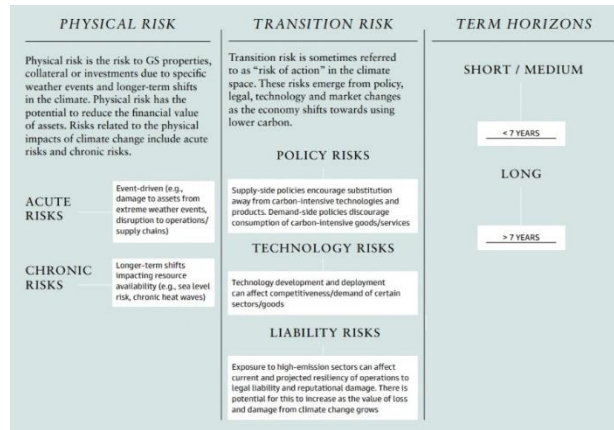 PHYSICAL RISK
Physical risk is the risk to GS properties,
collateral or investments due to specific
weather events and longer-term shifts
in the climate. Physical risk has the
potential to reduce the financial value
of assets. Risks related to the physical
impacts of climate change include acute
risks and chronic risks.
ACUTE
RISKS
Event-driven (e.g.,
damage to assets from
extreme weather events,
disruption to operations/
supply chains)
CHRONIC
RISKS
Longer-term shifts
impacting resource
availability (e.g., sea level
risk, chronic heat waves)
TRANSITION RISK
Transition risk is sometimes referred
to as “risk of action” in the climate
space. These risks emerge from policy,
legal, technology and market changes
as the economy shifts towards using
lower carbon.
POLICY RISKS
Supply-side policies encourage substitution
away from carbon-intensive technologies and
products. Demand-side policies discourage
consumption of carbon-intensive goods/services
TECHNOLOGY RISKS
Technology development and deployment
can affect competitiveness/demand of certain
sectors/goods
LIABILITY RISKS
Exposure to high-emission sectors can affect
current and projected resiliency of operations to
legal liability and reputational damage. There is
potential for this to increase as the value of loss
and damage from climate change grows
TERM HORIZONS
SHORT / MEDIUM
< 7 YEARS
LONG
> 7 YEARS